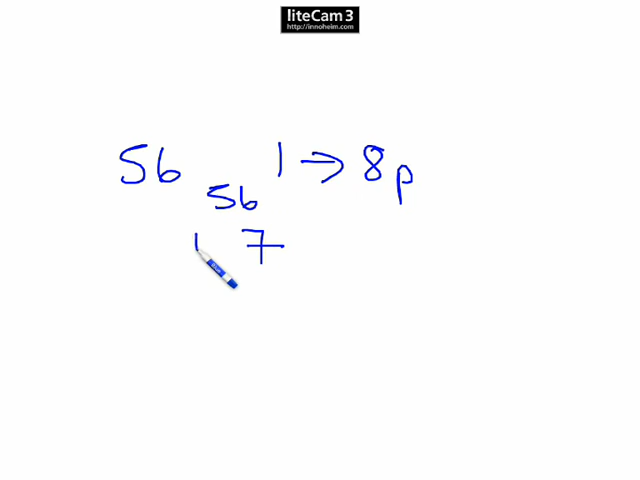 liteCam 3
http://innoheim.com
56 1 → 8p
56
1 7